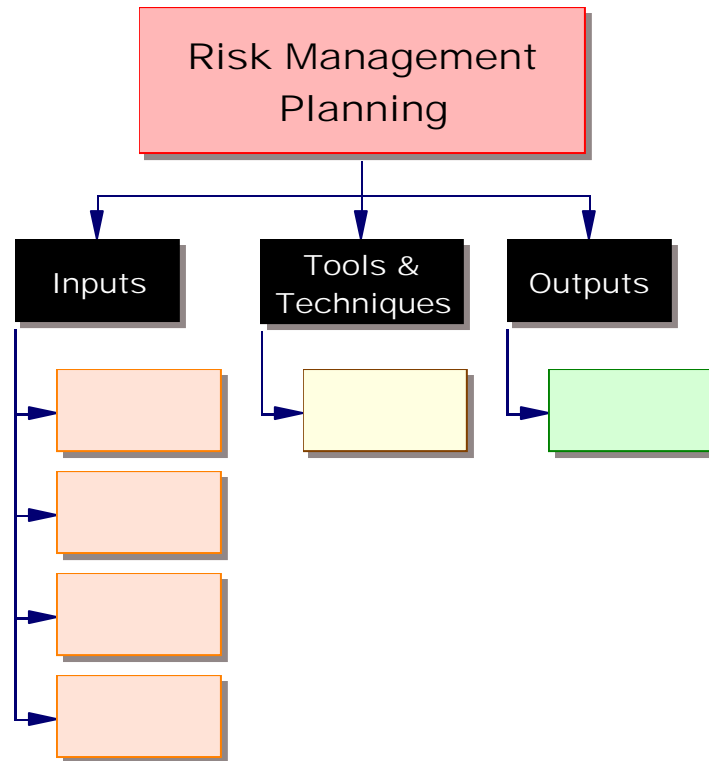 Risk Management
Planning
Inputs
Tools &
Techniques
Outputs